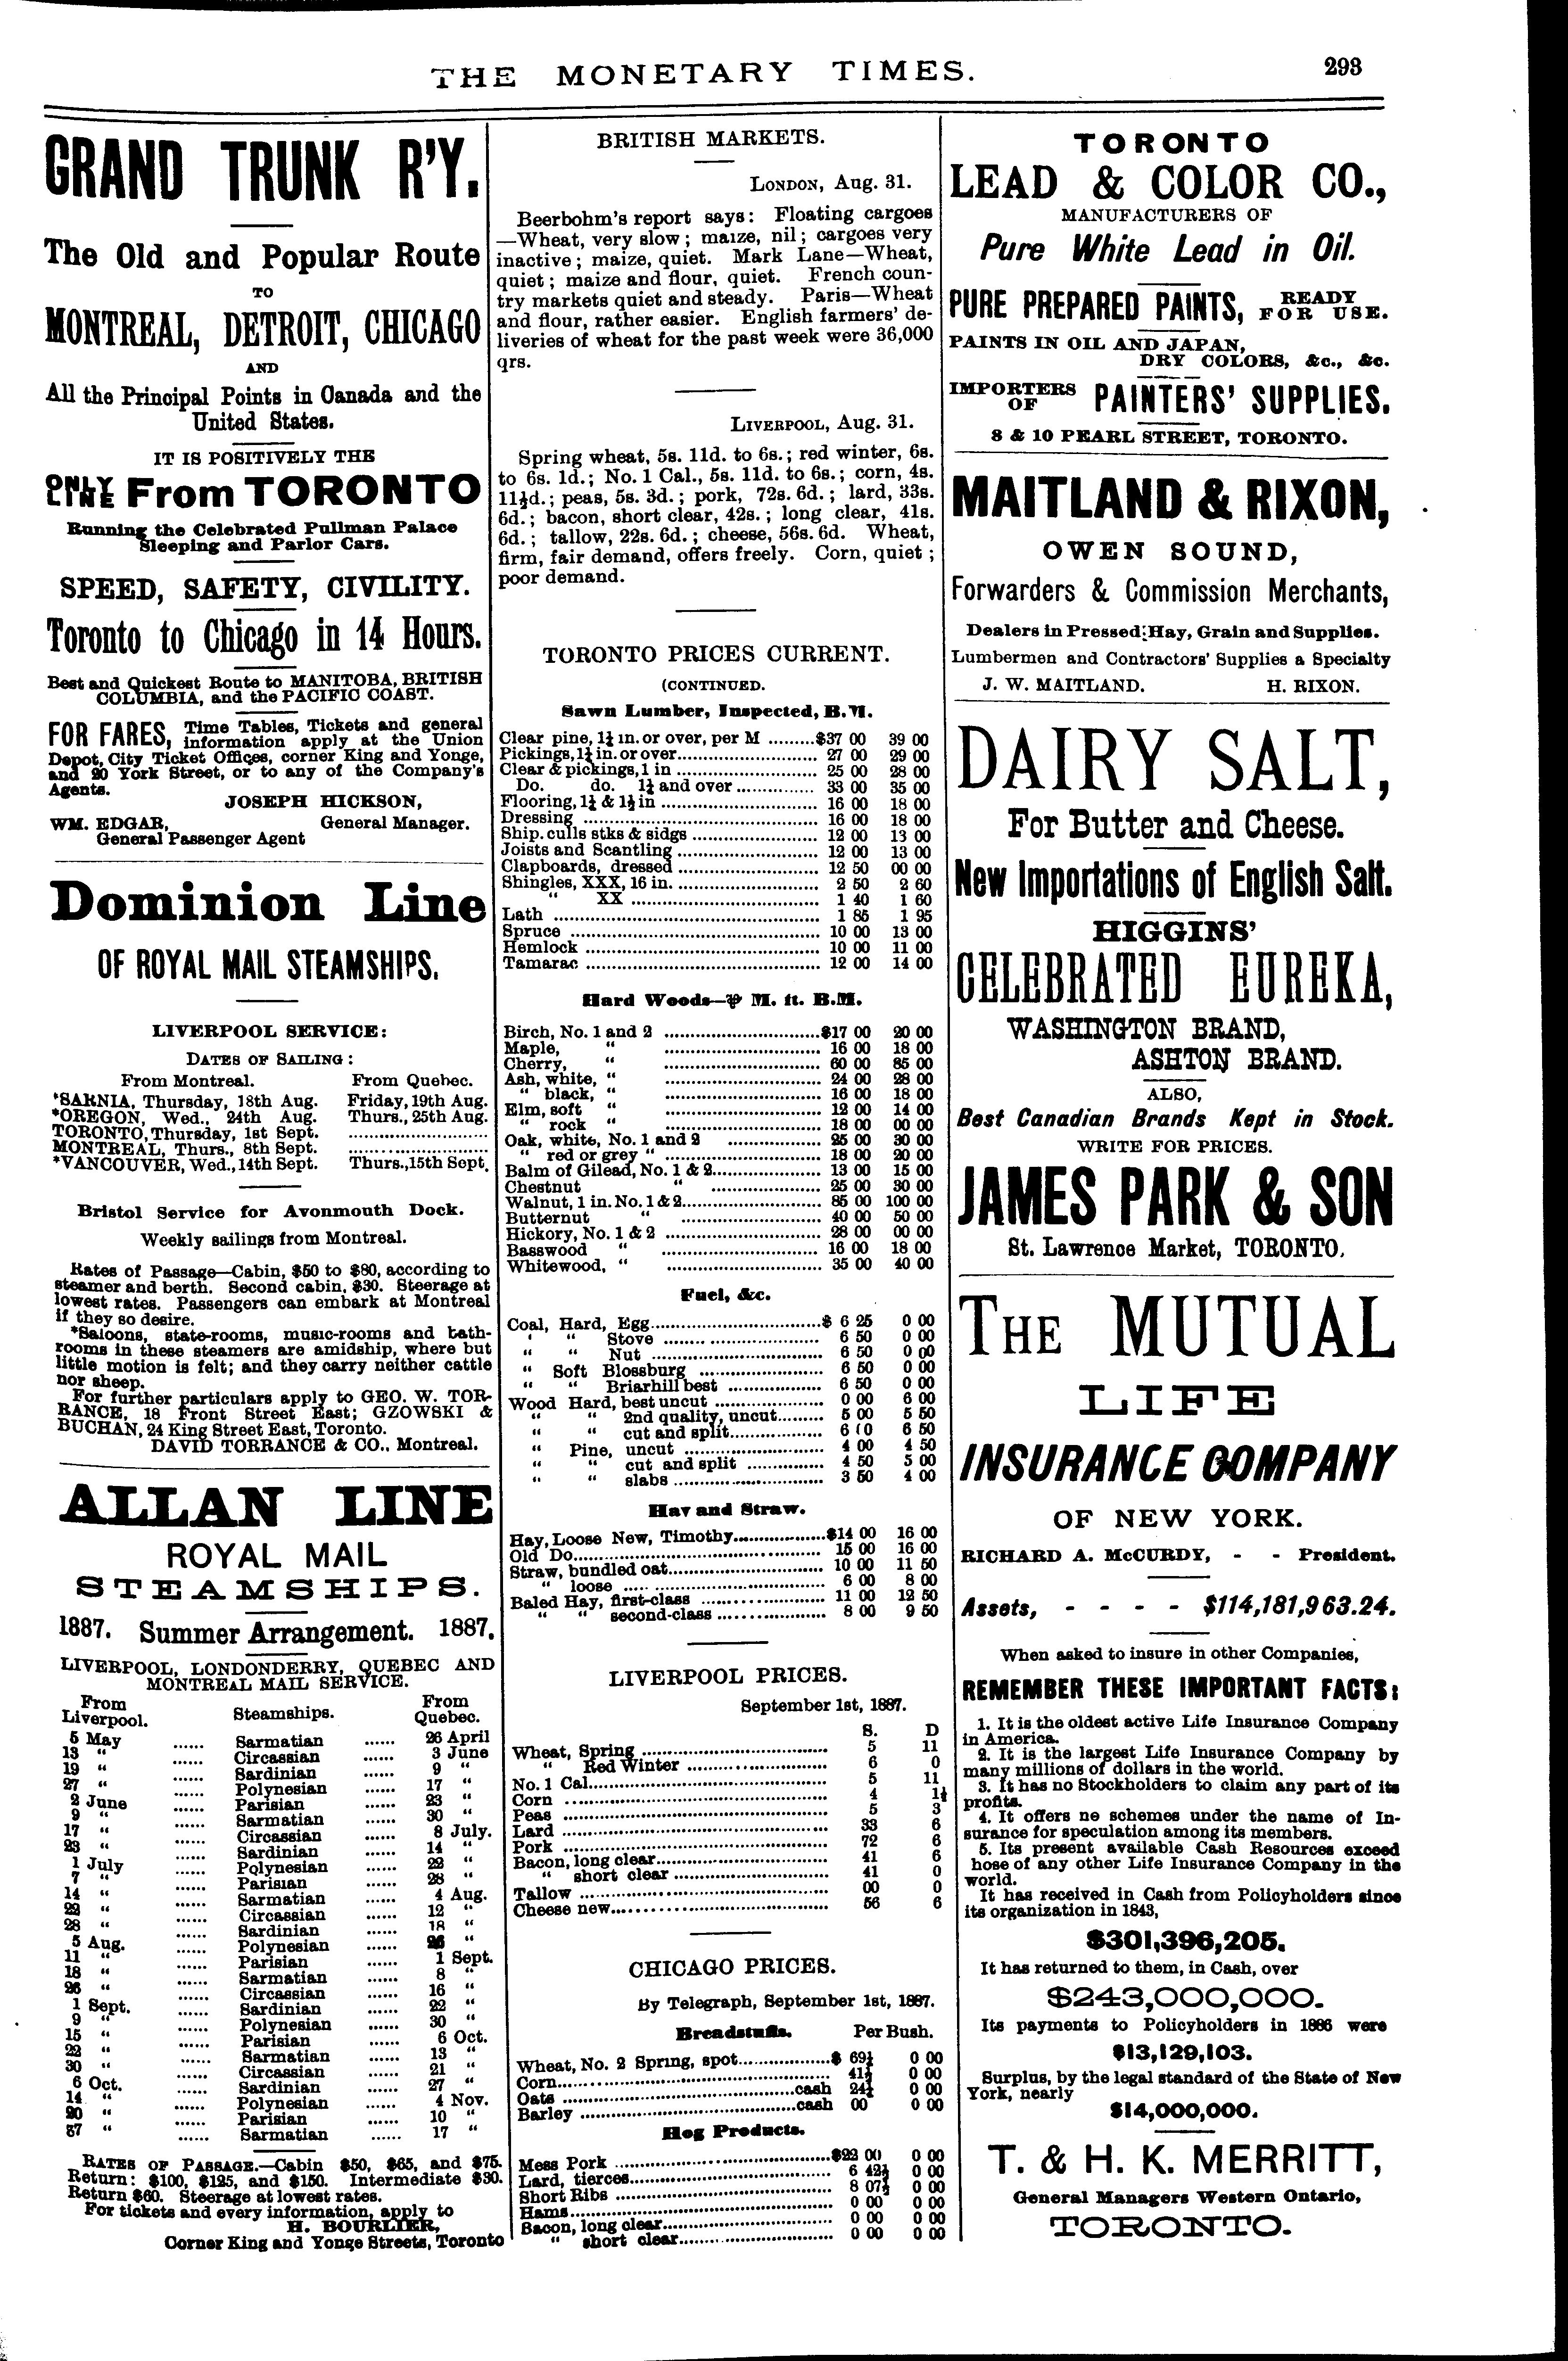 THE MONETARY TIMES.
293
GRAND TRUNK R'Y.
The Old and Popular Route
TO
MONTREAL, DETROIT, CHICAGO
AND
All the Principal Points in Canada and the
United States.
IT IS POSITIVELY THE
ONLY LINE From TORONTO
Running the Celebrated Pullman Palace
Sleeping and Parlor Cars.
SPEED, SAFETY, CIVILITY.
Toronto to Chicago in 14 Hours.
Best and Quickest Route to MANITOBA, BRITISH
COLUMBIA, and the PACIFIC COAST.
FOR FARES, Time Tables, Tickets and general
information apply at the Union
Depot, City Ticket Offices, corner King and Yonge,
and 20 York Street, or to any of the Company's
Agents.
JOSEPH HICKSON,
WM. EDGAR, General Manager.
General Passenger Agent
Dominion Line
OF ROYAL MAIL STEAMSHIPS.
LIVERPOOL SERVICE:
DATES OF SAILING:
From Montreal. From Quebec.
*SARNIA, Thursday, 18th Aug. Friday, 19th Aug.
*OREGON, Wed., 24th Aug. Thurs., 25th Aug.
TORONTO, Thursday, 1st Sept. ........................
MONTREAL, Thurs., 8th Sept. ........................
*VANCOUVER, Wed., 14th Sept. Thurs., 15th Sept.
Bristol Service for Avonmouth Dock.
Weekly sailings from Montreal.
Rates of Passage—Cabin, $50 to $80, according to
steamer and berth. Second cabin, $30. Steerage at
lowest rates. Passengers can embark at Montreal
if they so desire.
*Saloons, state-rooms, music-rooms and bath-
rooms in these steamers are amidship, where but
little motion is felt; and they carry neither cattle
nor sheep.
For further particulars apply to GEO. W. TOR-
RANCE, 18 Front Street East; GZOWSKI &
BUCHAN, 24 King Street East, Toronto.
DAVID TORRANCE & CO., Montreal.
ALLAN LINE
ROYAL MAIL
STEAMSHIPS.
1887. Summer Arrangement. 1887.
LIVERPOOL, LONDONDERRY, QUEBEC AND
MONTREAL MAIL SERVICE.
From Liverpool. Steamships. From Quebec.
5 May ...... Sarmatian ...... 26 April
13 " ...... Circassian ...... 3 June
19 " ...... Sardinian ...... 9 "
27 " ...... Polynesian ...... 17 "
2 June ...... Parisian ...... 23 "
9 " ...... Sarmatian ...... 30 "
17 " ...... Circassian ...... 8 July.
23 " ...... Sardinian ...... 14 "
1 July ...... Polynesian ...... 22 "
7 " ...... Parisian ...... 28 "
14 " ...... Sarmatian ...... 4 Aug.
22 " ...... Circassian ...... 12 "
28 " ...... Sardinian ...... 18 "
5 Aug. ...... Polynesian ...... 26 "
11 " ...... Parisian ...... 1 Sept.
18 " ...... Sarmatian ...... 8 "
26 " ...... Circassian ...... 16 "
1 Sept. ...... Sardinian ...... 22 "
9 " ...... Polynesian ...... 30 "
15 " ...... Parisian ...... 6 Oct.
22 " ...... Sarmatian ...... 13 "
30 " ...... Circassian ...... 21 "
6 Oct. ...... Sardinian ...... 27 "
14 " ...... Polynesian ...... 4 Nov.
20 " ...... Parisian ...... 10 "
27 " ...... Sarmatian ...... 17 "
RATES OF PASSAGE.—Cabin $50, $65, and $75.
Return: $100, $125, and $150. Intermediate $30.
Return $60. Steerage at lowest rates.
For tickets and every information, apply to
H. BOURLIER,
Corner King and Yonge Streets, Toronto
BRITISH MARKETS.
LONDON, Aug. 31.
Beerbohm's report says: Floating cargoes
—Wheat, very slow; maize, nil; cargoes very
inactive; maize, quiet. Mark Lane—Wheat,
quiet; maize and flour, quiet. French coun-
try markets quiet and steady. Paris—Wheat
and flour, rather easier. English farmers' de-
liveries of wheat for the past week were 36,000
qrs.
LIVERPOOL, Aug. 31.
Spring wheat, 5s. 11d. to 6s.; red winter, 6s.
to 6s. 1d.; No. 1 Cal., 5s. 11d. to 6s.; corn, 4s.
11½d.; peas, 5s. 3d.; pork, 72s. 6d.; lard, 33s.
6d.; bacon, short clear, 42s.; long clear, 41s.
6d.; tallow, 22s. 6d.; cheese, 56s. 6d. Wheat,
firm, fair demand, offers freely. Corn, quiet;
poor demand.
TORONTO PRICES CURRENT.
(CONTINUED.
Sawn Lumber, Inspected, B.M.
Clear pine, 1¼ in. or over, per M .........$37 00 39 00
Pickings, 1¼ in. or over........ 27 00 29 00
Clear & pickings, 1 in ........ 25 00 28 00
Do. do. 1¼ and over ........ 33 00 35 00
Flooring, 1¼ & 1½ in ........ 16 00 18 00
Dressing ........ 16 00 18 00
Ship. culls stks & sidgs ........ 12 00 13 00
Joists and Scantling ........ 12 00 13 00
Clapboards, dressed ........ 12 50 00 00
Shingles, XXX, 16 in. ........ 2 50 2 60
" XX ........ 1 40 1 60
Lath ........ 1 85 1 95
Spruce ........ 10 00 13 00
Hemlock ........ 10 00 11 00
Tamarac ........ 12 00 14 00
Hard Woods—₱ M. ft. B.M.
Birch, No. 1 and 2 ........$17 00 20 00
Maple, " ........ 16 00 18 00
Cherry, " ........ 60 00 85 00
Ash, white, " ........ 24 00 28 00
" black, " ........ 16 00 18 00
Elm, soft " ........ 12 00 14 00
" rock " ........ 18 00 00 00
Oak, white, No. 1 and 2 ........ 25 00 30 00
" red or grey " ........ 18 00 20 00
Balm of Gilead, No. 1 & 2........ 13 00 15 00
Chestnut " ........ 25 00 30 00
Walnut, 1 in. No. 1 & 2........ 85 00 100 00
Butternut " ........ 40 00 50 00
Hickory, No. 1 & 2 ........ 28 00 00 00
Basswood " ........ 16 00 18 00
Whitewood, " ........ 35 00 40 00
Fuel, &c.
Coal, Hard, Egg........$ 6 25 0 00
" " Stove ........ 6 50 0 00
" " Nut ........ 6 50 0 00
" Soft Blossburg ........ 6 50 0 00
" " Briarhill best ........ 6 50 0 00
Wood Hard, best uncut ........ 0 00 6 00
" " 2nd quality, uncut........ 5 00 5 50
" " cut and split........ 6 00 6 50
" Pine, uncut ........ 4 00 4 50
" " cut and split ........ 4 50 5 00
" " slabs ........ 3 50 4 00
Hay and Straw.
Hay, Loose New, Timothy........$14 00 16 00
Old Do........ 15 00 16 00
Straw, bundled oat........ 10 00 11 50
" loose ........ 6 00 8 00
Baled Hay, first-class ........ 11 00 12 50
" " second-class ........ 8 00 9 50
LIVERPOOL PRICES.
September 1st, 1887.
S. D
Wheat, Spring ........ 5 11
" Red Winter ........ 6 0
No. 1 Cal........ 5 11
Corn ........ 4 1½
Peas ........ 5 3
Lard ........ 33 6
Pork ........ 72 6
Bacon, long clear........ 41 6
" short clear ........ 41 0
Tallow ........ 00 0
Cheese new........ 56 6
CHICAGO PRICES.
By Telegraph, September 1st, 1887.
Breadstuffs. Per Bush.
Wheat, No. 2 Spring, spot........$ 69½ 0 00
Corn........ 41½ 0 00
Oats ........cash 24½ 0 00
Barley ........cash 00 0 00
Hog Products.
Mess Pork ........$22 00 0 00
Lard, tierces........ 6 42½ 0 00
Short Ribs ........ 8 07½ 0 00
Hams........ 0 00 0 00
Bacon, long clear........ 0 00 0 00
" short clear........ 0 00 0 00
TORONTO
LEAD & COLOR CO.,
MANUFACTURERS OF
Pure White Lead in Oil.
PURE PREPARED PAINTS, READY FOR USE.
PAINTS IN OIL AND JAPAN,
DRY COLORS, &c., &c.
IMPORTERS OF PAINTERS' SUPPLIES.
8 & 10 PEARL STREET, TORONTO.
MAITLAND & RIXON,
OWEN SOUND,
Forwarders & Commission Merchants,
Dealers in Pressed Hay, Grain and Supplies.
Lumbermen and Contractors' Supplies a Specialty
J. W. MAITLAND. H. RIXON.
DAIRY SALT,
For Butter and Cheese.
New Importations of English Salt.
HIGGINS'
CELEBRATED EUREKA,
WASHINGTON BRAND,
ASHTON BRAND.
ALSO,
Best Canadian Brands Kept in Stock.
WRITE FOR PRICES.
JAMES PARK & SON
St. Lawrence Market, TORONTO.
THE MUTUAL
LIFE
INSURANCE COMPANY
OF NEW YORK.
RICHARD A. McCURDY, - - President.
Assets, - - - - $114,181,963.24.
When asked to insure in other Companies,
REMEMBER THESE IMPORTANT FACTS:
1. It is the oldest active Life Insurance Company
in America.
2. It is the largest Life Insurance Company by
many millions of dollars in the world.
3. It has no Stockholders to claim any part of its
profits.
4. It offers ne schemes under the name of In-
surance for speculation among its members.
5. Its present available Cash Resources exceed
hose of any other Life Insurance Company in the
world.
It has received in Cash from Policyholders since
its organization in 1843,
$301,396,205.
It has returned to them, in Cash, over
$243,000,000.
Its payments to Policyholders in 1886 were
$13,129,103.
Surplus, by the legal standard of the State of New
York, nearly
$14,000,000.
T. & H. K. MERRITT,
General Managers Western Ontario,
TORONTO.